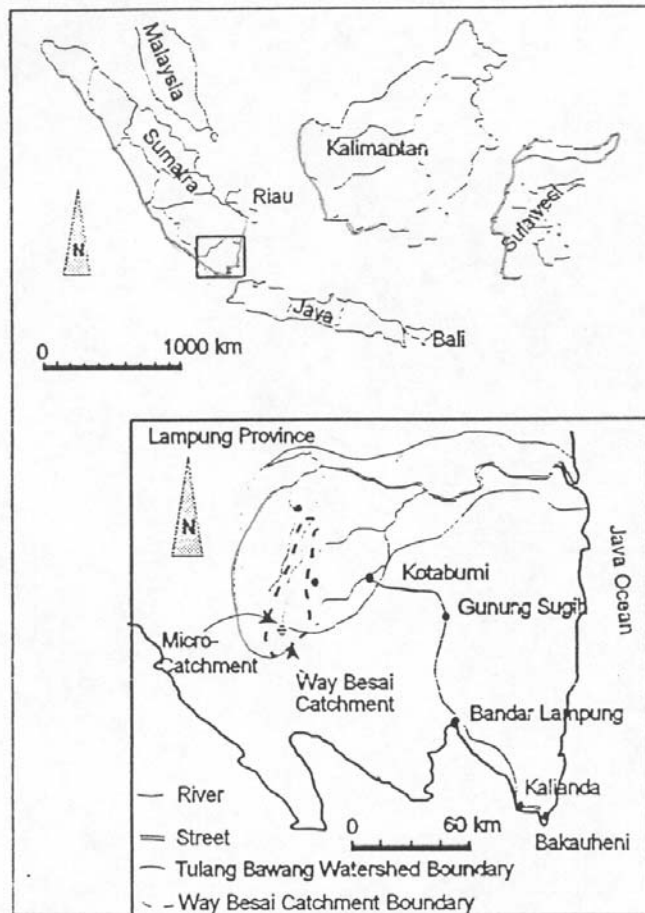 Malaysia
Sumatra
Riau
Kalimantan
Sulawesi
N
Java
Bali
0 1000 km
Lampung Province
N
Java Ocean
Kotabumi
Gunung Sugih
Micro-
Catchment
Way Besai
Catchment
Bandar Lampung
Kalianda
Bakauheni
0 60 km
River
Street
Tulang Bawang Watershed Boundary
Way Besai Catchment Boundary